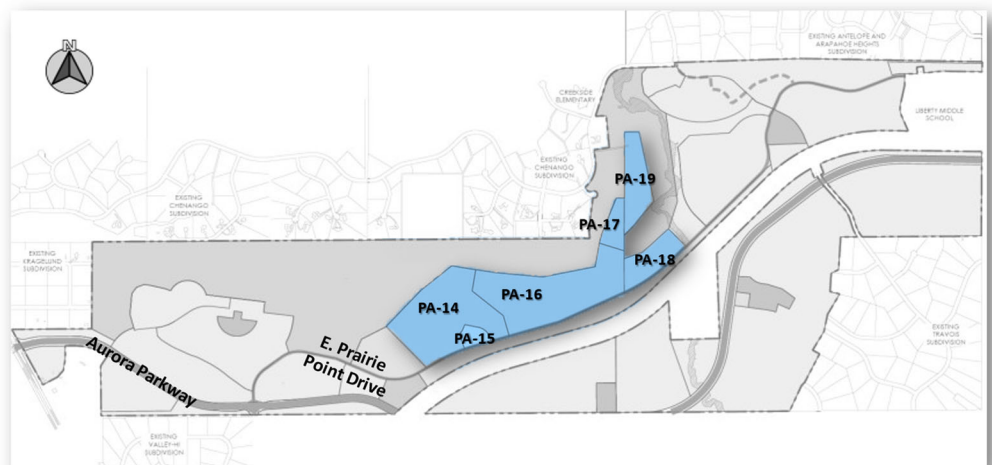 N
EXISTING ANTELOPE AND
ARAPAHOE HEIGHTS
SUBDIVISION
CREEKSIDE
ELEMENTARY
LIBERTY MIDDLE
SCHOOL
EXISTING
CHENANGO
SUBDIVISION
PA-19
EXISTING
CHENANGO
SUBDIVISION
PA-17
EXISTING
KRAGELUND
SUBDIVISION
PA-18
PA-16
PA-14
PA-15
EXISTING
TRAVOIS
SUBDIVISION
E. Prairie
Point Drive
Aurora Parkway
EXISTING
VALLEY-HI
SUBDIVISION